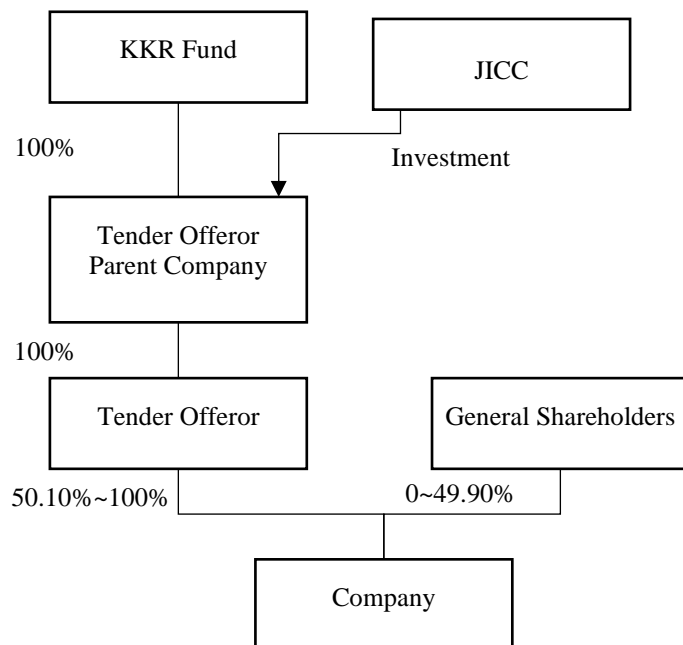 KKR Fund
JICC
100%
Investment
Tender Offeror
Parent Company
100%
Tender Offeror
General Shareholders
50.10%~100%
0~49.90%
Company